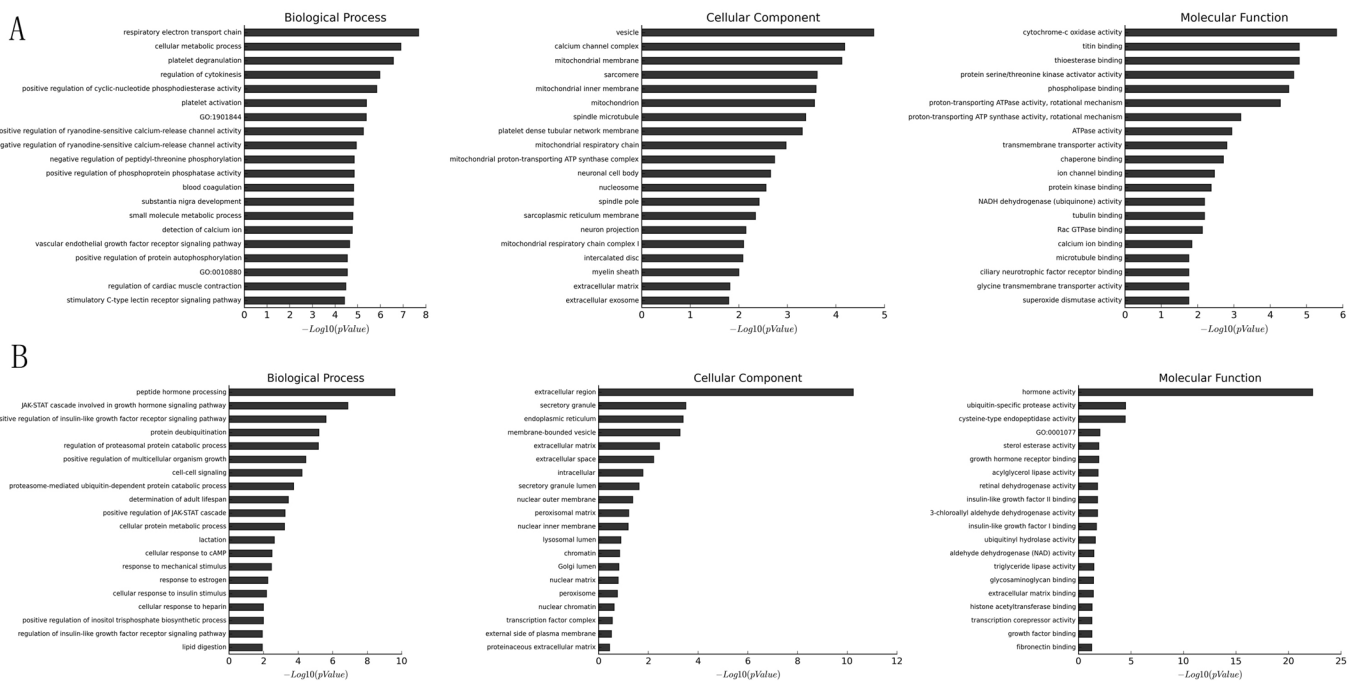 A
Biological Process
respiratory electron transport chain
cellular metabolic process
platelet degranulation
regulation of cytokinesis
positive regulation of cyclic-nucleotide phosphodiesterase activity
platelet activation
GO:1901844
ositive regulation of ryanodine-sensitive calcium-release channel activity
gative regulation of ryanodine-sensitive calcium-release channel activity
negative regulation of peptidyl-threonine phosphorylation
positive regulation of phosphoprotein phosphatase activity
blood coagulation
substantia nigra development
small molecule metabolic process
detection of calcium ion
vascular endothelial growth factor receptor signaling pathway
positive regulation of protein autophosphorylation
GO:0010880
regulation of cardiac muscle contraction
stimulatory C-type lectin receptor signaling pathway
0 1 2 3 4 5 6 7 8
−Log10(pValue)
Cellular Component
vesicle
calcium channel complex
mitochondrial membrane
sarcomere
mitochondrial inner membrane
mitochondrion
spindle microtubule
platelet dense tubular network membrane
mitochondrial respiratory chain
mitochondrial proton-transporting ATP synthase complex
neuronal cell body
nucleosome
spindle pole
sarcoplasmic reticulum membrane
neuron projection
mitochondrial respiratory chain complex I
intercalated disc
myelin sheath
extracellular matrix
extracellular exosome
0 1 2 3 4 5
−Log10(pValue)
Molecular Function
cytochrome-c oxidase activity
titin binding
thioesterase binding
protein serine/threonine kinase activator activity
phospholipase binding
proton-transporting ATPase activity, rotational mechanism
proton-transporting ATP synthase activity, rotational mechanism
ATPase activity
transmembrane transporter activity
chaperone binding
ion channel binding
protein kinase binding
NADH dehydrogenase (ubiquinone) activity
tubulin binding
Rac GTPase binding
calcium ion binding
microtubule binding
ciliary neurotrophic factor receptor binding
glycine transmembrane transporter activity
superoxide dismutase activity
0 1 2 3 4 5 6
−Log10(pValue)
B
Biological Process
peptide hormone processing
JAK-STAT cascade involved in growth hormone signaling pathway
sitive regulation of insulin-like growth factor receptor signaling pathway
protein deubiquitination
regulation of proteasomal protein catabolic process
positive regulation of multicellular organism growth
cell-cell signaling
proteasome-mediated ubiquitin-dependent protein catabolic process
determination of adult lifespan
positive regulation of JAK-STAT cascade
cellular protein metabolic process
lactation
cellular response to cAMP
response to mechanical stimulus
response to estrogen
cellular response to insulin stimulus
cellular response to heparin
positive regulation of inositol trisphosphate biosynthetic process
regulation of insulin-like growth factor receptor signaling pathway
lipid digestion
0 2 4 6 8 10
−Log10(pValue)
Cellular Component
extracellular region
secretory granule
endoplasmic reticulum
membrane-bounded vesicle
extracellular matrix
extracellular space
intracellular
secretory granule lumen
nuclear outer membrane
peroxisomal matrix
nuclear inner membrane
lysosomal lumen
chromatin
Golgi lumen
nuclear matrix
peroxisome
nuclear chromatin
transcription factor complex
external side of plasma membrane
proteinaceous extracellular matrix
0 2 4 6 8 10 12
−Log10(pValue)
Molecular Function
hormone activity
ubiquitin-specific protease activity
cysteine-type endopeptidase activity
GO:0001077
sterol esterase activity
growth hormone receptor binding
acylglycerol lipase activity
retinal dehydrogenase activity
insulin-like growth factor II binding
3-chloroallyl aldehyde dehydrogenase activity
insulin-like growth factor I binding
ubiquitinyl hydrolase activity
aldehyde dehydrogenase (NAD) activity
triglyceride lipase activity
glycosaminoglycan binding
extracellular matrix binding
histone acetyltransferase binding
transcription corepressor activity
growth factor binding
fibronectin binding
0 5 10 15 20 25
−Log10(pValue)